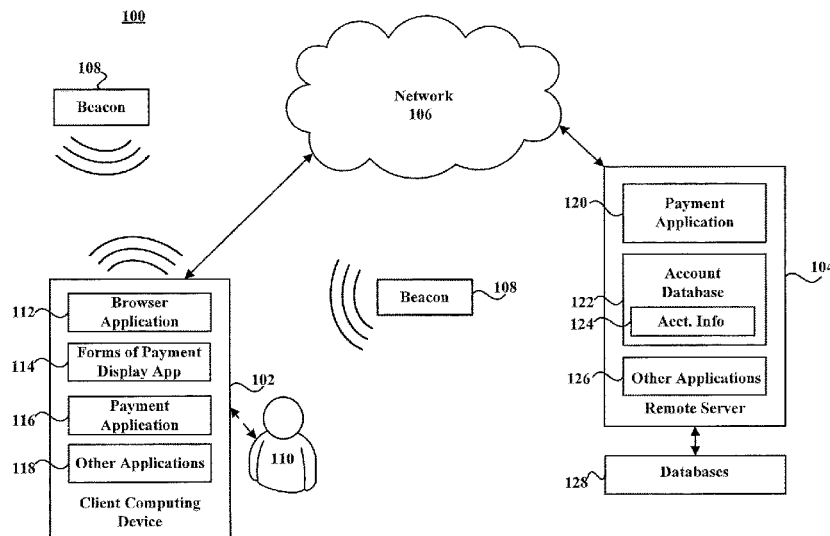 100
108
Beacon
Network
106
Beacon
108
120
Payment
Application
104
122
Account
Database
124
Acct. Info
126
Other Applications
Remote Server
128
Databases
112
Browser
Application
114
Forms of Payment
Display App
102
116
Payment
Application
118
Other Applications
Client Computing
Device
110